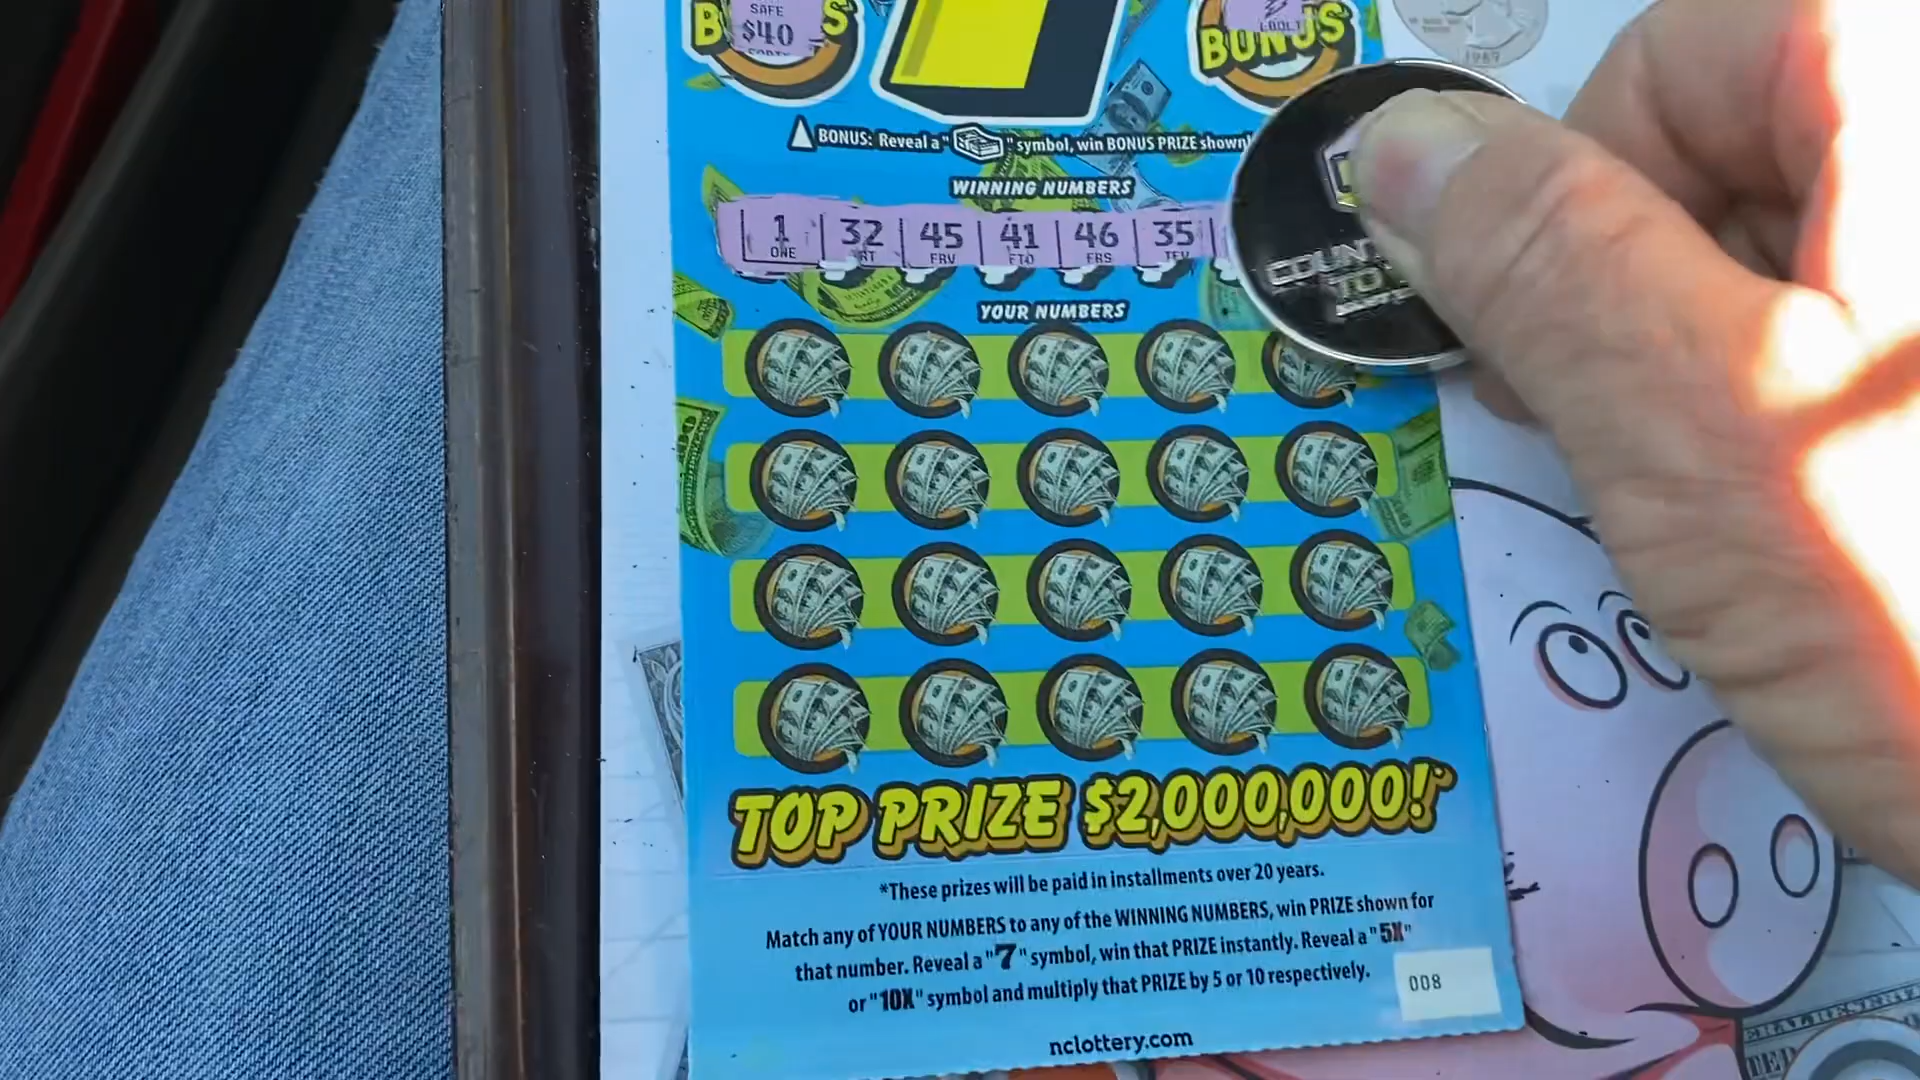 SAFE
$40
BONUS
BONUS
1989
BONUS: Reveal a " " symbol, win BONUS PRIZE shown
WINNING NUMBERS
1 32 45 41 46 35
ONE FRV FTO FRS
YOUR NUMBERS
TOP PRIZE $2,000,000!*
*These prizes will be paid in installments over 20 years.
Match any of YOUR NUMBERS to any of the WINNING NUMBERS, win PRIZE shown for
that number. Reveal a "7" symbol, win that PRIZE instantly. Reveal a "5X"
or "10X" symbol and multiply that PRIZE by 5 or 10 respectively.
008
nclottery.com